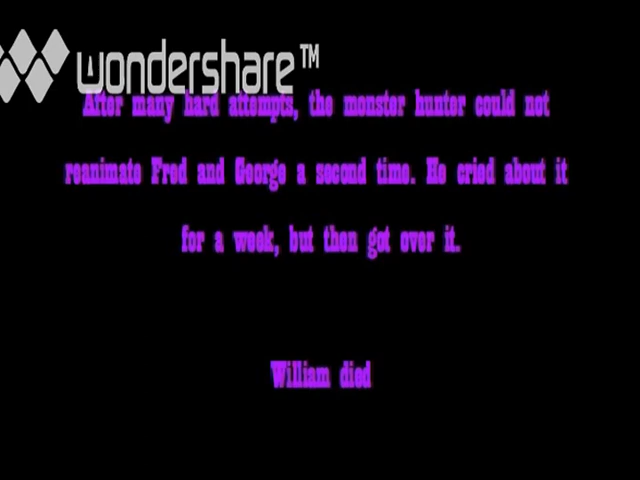 wondershare™
After many hard attempts, the monster hunter could not
reanimate Fred and George a second time. He cried about it
for a week, but then got over it.
William died